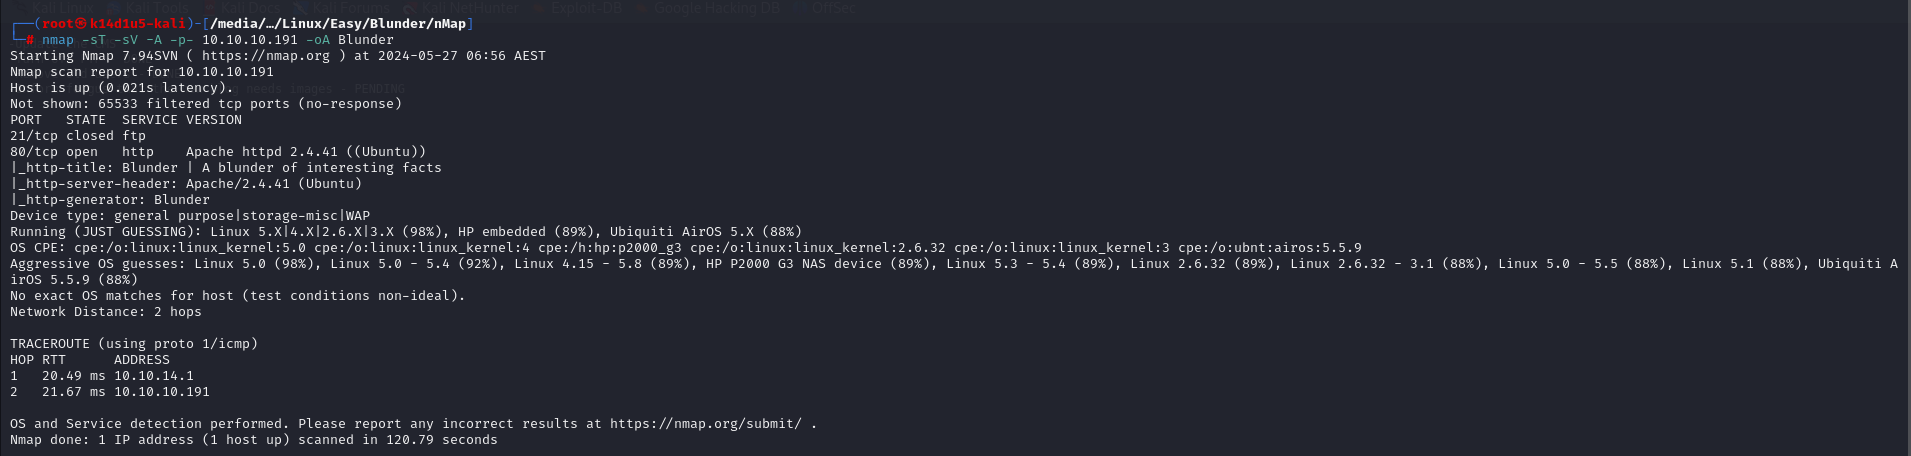 Kali Linux Kali Tools Kali Docs Kali Forums Kali NetHunter Exploit-DB Google Hacking DB OffSec
┌──(root㉿k14d1u5-kali)-[/media/…/Linux/Easy/Blunder/nMap]
└─# nmap -sT -sV -A -p- 10.10.10.191 -oA Blunder
Starting Nmap 7.94SVN ( https://nmap.org ) at 2024-05-27 06:56 AEST
Nmap scan report for 10.10.10.191
Host is up (0.021s latency).
needs images - PENDING
Not shown: 65533 filtered tcp ports (no-response)
PORT   STATE  SERVICE VERSION
21/tcp closed ftp
80/tcp open   http    Apache httpd 2.4.41 ((Ubuntu))
|_http-title: Blunder | A blunder of interesting facts
|_http-server-header: Apache/2.4.41 (Ubuntu)
|_http-generator: Blunder
Device type: general purpose|storage-misc|WAP
Running (JUST GUESSING): Linux 5.X|4.X|2.6.X|3.X (98%), HP embedded (89%), Ubiquiti AirOS 5.X (88%)
OS CPE: cpe:/o:linux:linux_kernel:5.0 cpe:/o:linux:linux_kernel:4 cpe:/h:hp:p2000_g3 cpe:/o:linux:linux_kernel:2.6.32 cpe:/o:linux:linux_kernel:3 cpe:/o:ubnt:airos:5.5.9
Aggressive OS guesses: Linux 5.0 (98%), Linux 5.0 - 5.4 (92%), Linux 4.15 - 5.8 (89%), HP P2000 G3 NAS device (89%), Linux 5.3 - 5.4 (89%), Linux 2.6.32 (89%), Linux 2.6.32 - 3.1 (88%), Linux 5.0 - 5.5 (88%), Linux 5.1 (88%), Ubiquiti A
irOS 5.5.9 (88%)
No exact OS matches for host (test conditions non-ideal).
Network Distance: 2 hops
TRACEROUTE (using proto 1/icmp)
HOP RTT      ADDRESS
1   20.49 ms 10.10.14.1
2   21.67 ms 10.10.10.191
OS and Service detection performed. Please report any incorrect results at https://nmap.org/submit/ .
Nmap done: 1 IP address (1 host up) scanned in 120.79 seconds